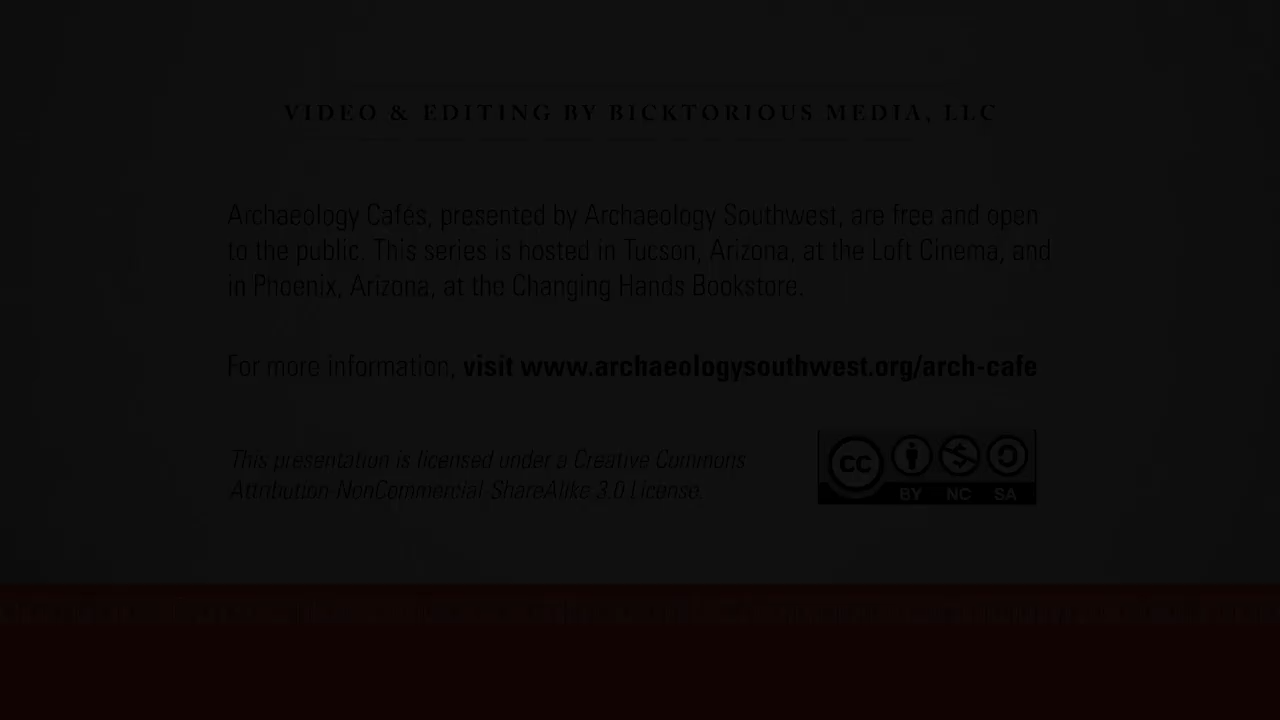 VIDEO & EDITING BY BICKTORIOUS MEDIA, LLC
Archaeology Cafés, presented by Archaeology Southwest, are free and open
to the public. This series is hosted in Tucson, Arizona, at the Loft Cinema, and
in Phoenix, Arizona, at the Changing Hands Bookstore.
For more information, visit www.archaeologysouthwest.org/arch-cafe
This presentation is licensed under a Creative Commons
Attribution-NonCommercial-ShareAlike 3.0 License.
CC
BY NC SA